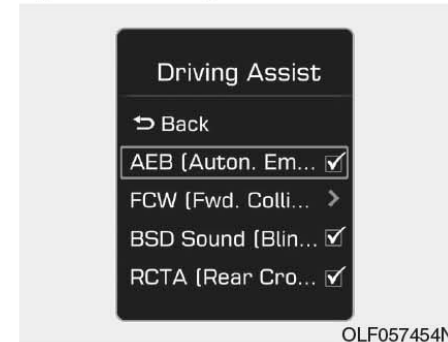 Driving Assist
Back
AEB (Auton. Em...
FCW (Fwd. Colli...
BSD Sound (Blin...
RCTA (Rear Cro...
OLF057454N